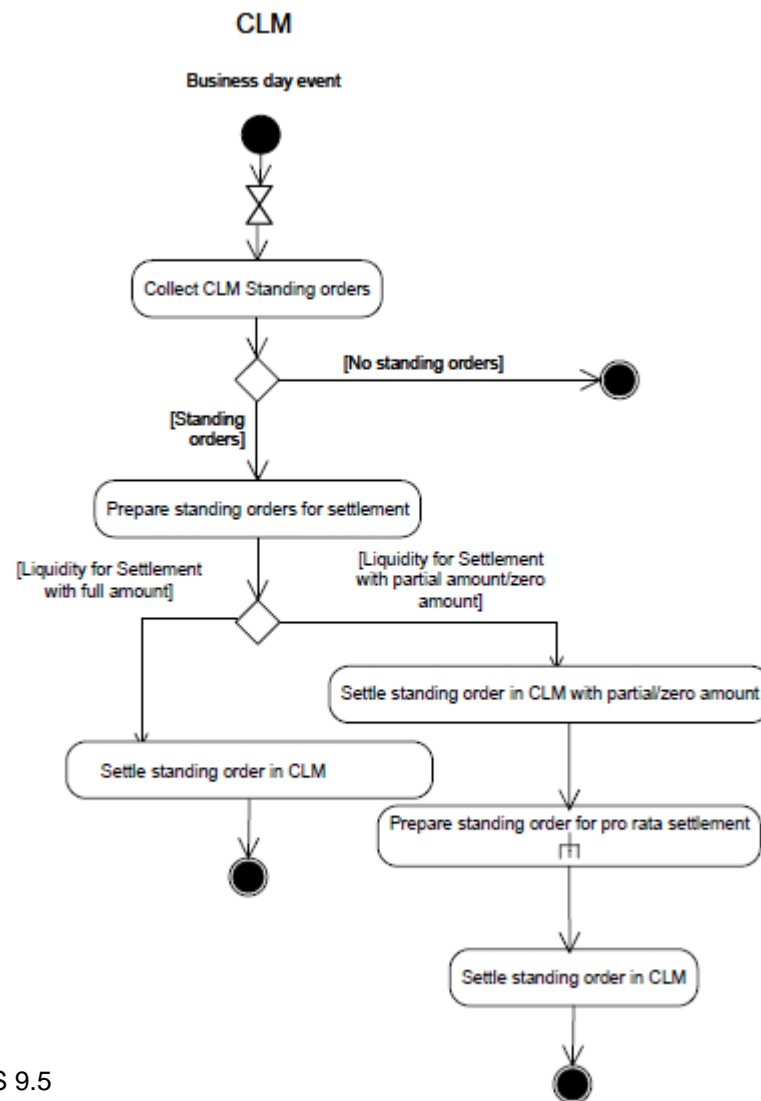 CLM
Business day event
Collect CLM Standing orders
[No standing orders]
[Standing
orders]
Prepare standing orders for settlement
[Liquidity for Settlement
with full amount]
[Liquidity for Settlement
with partial amount/zero
amount]
Settle standing order in CLM with partial/zero amount
Settle standing order in CLM
Prepare standing order for pro rata settlement
Settle standing order in CLM
S 9.5